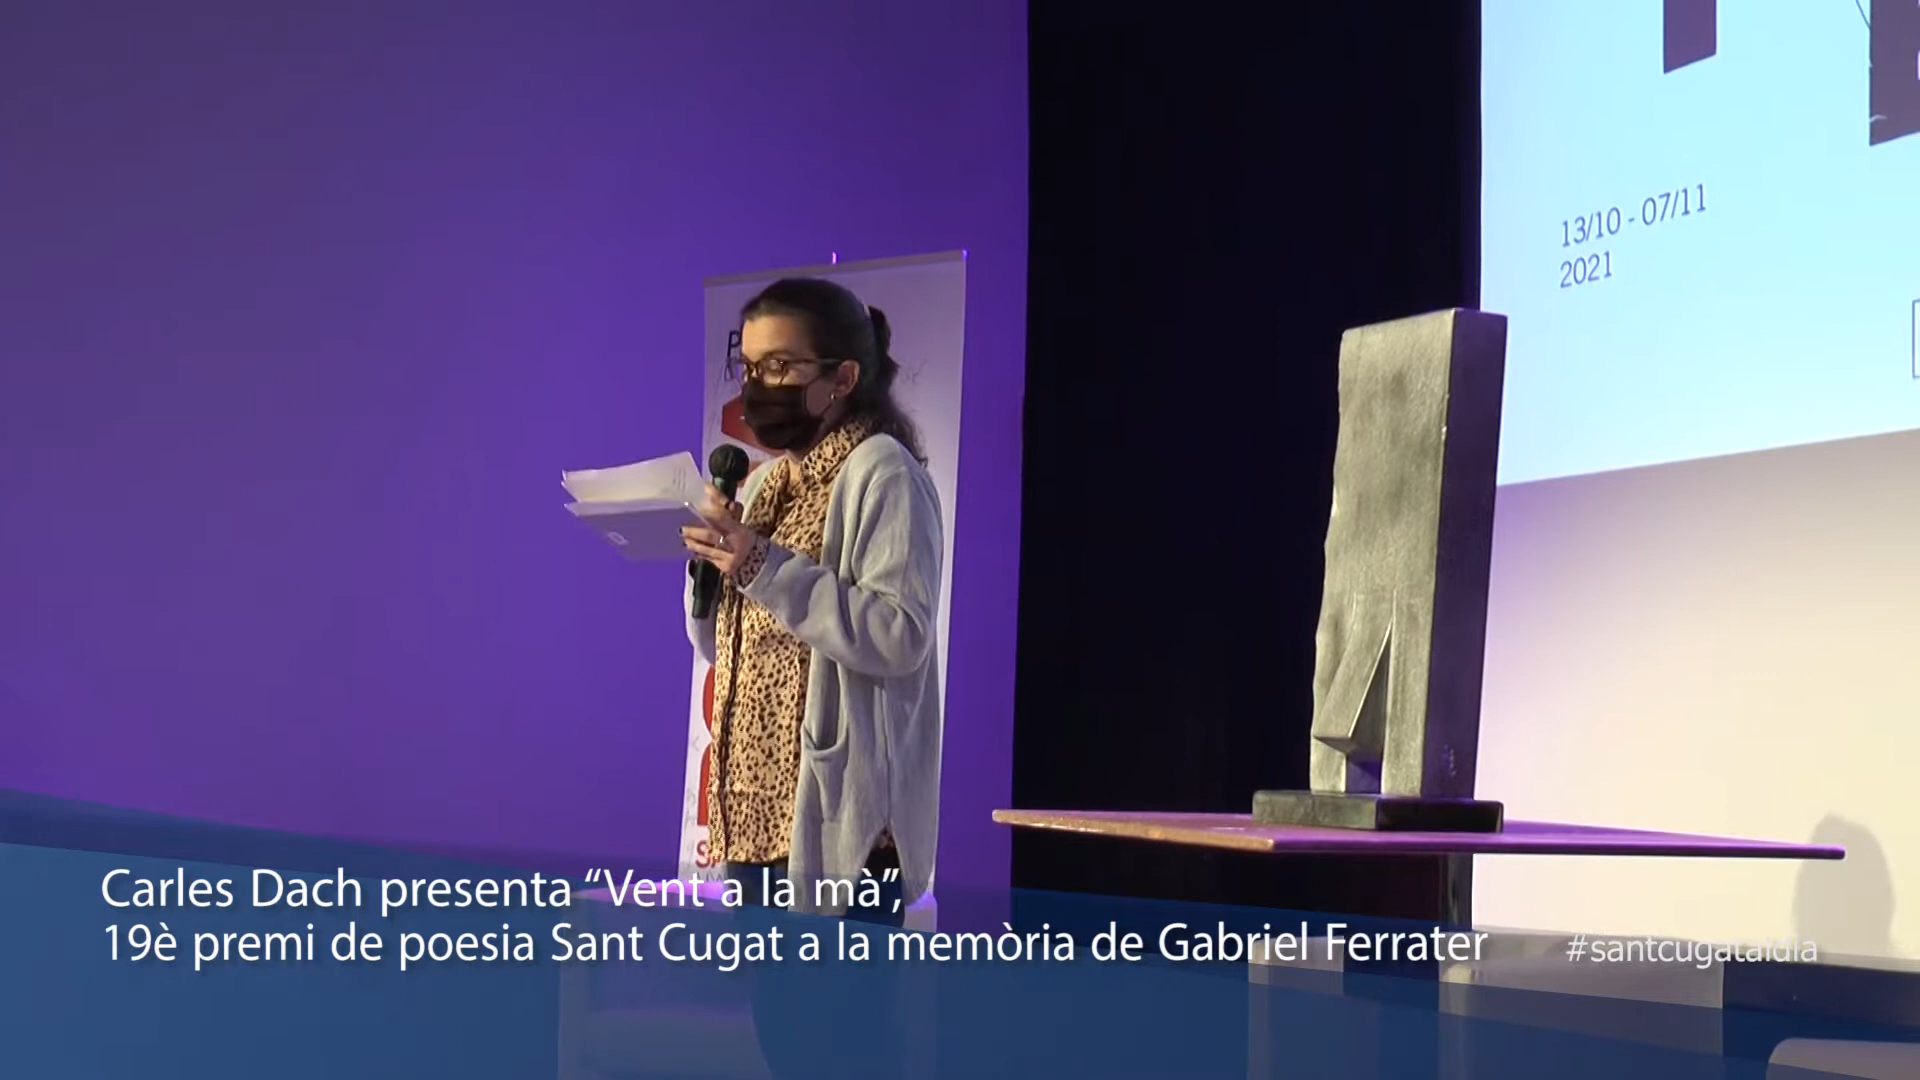 13/10 - 07/11
2021
Carles Dach presenta “Vent a la mà”,
19è premi de poesia Sant Cugat a la memòria de Gabriel Ferrater
#santcugataldia